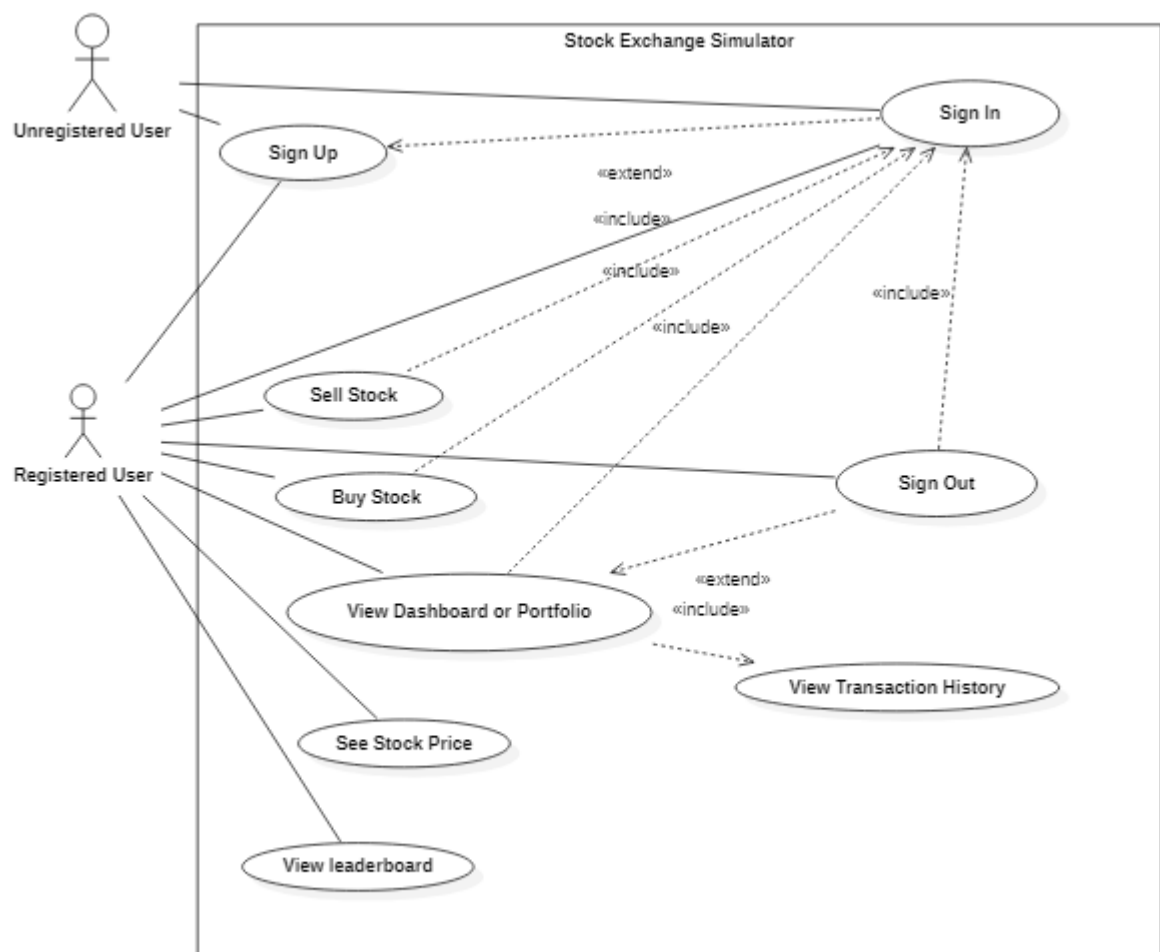 Stock Exchange Simulator
Unregistered User
Sign In
Sign Up
«extend»
«include»
«include»
«include»
«include»
Sell Stock
Registered User
Buy Stock
Sign Out
«extend»
«include»
View Dashboard or Portfolio
View Transaction History
See Stock Price
View leaderboard